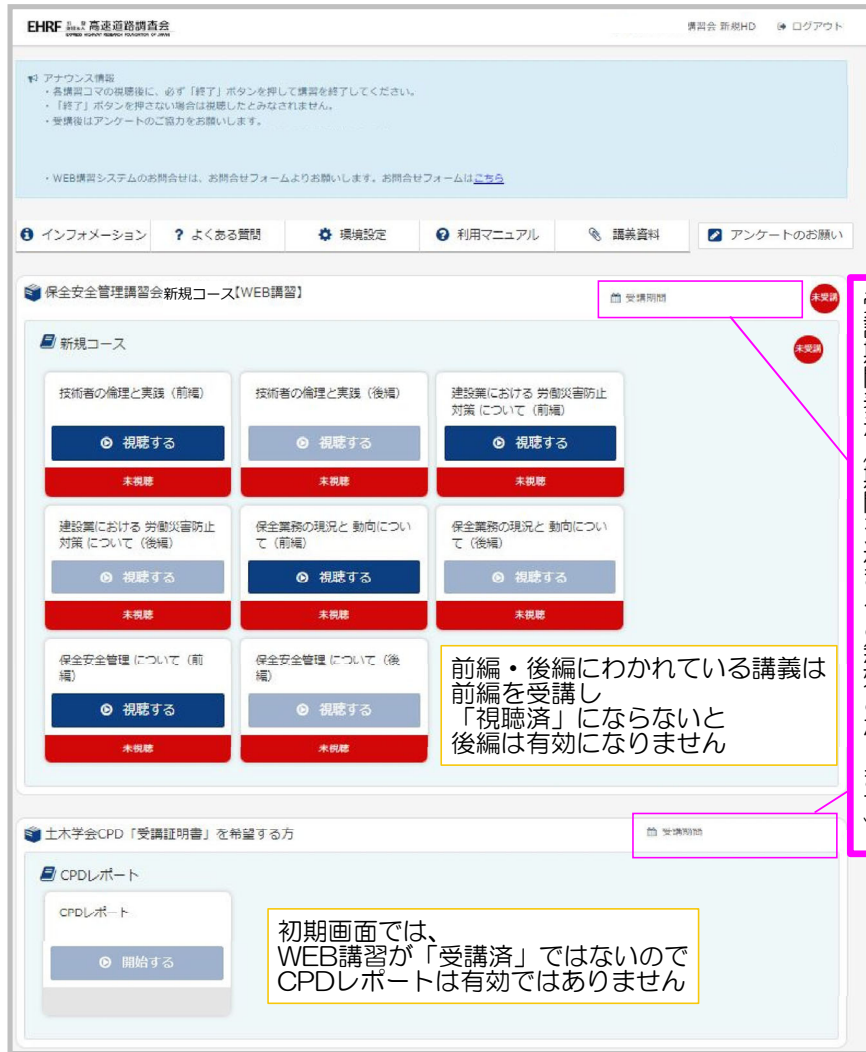 EHRF 高速道路調査会
講習会 新規HD ログアウト
アナウンス情報
・各講習コマの視聴後に、必ず「終了」ボタンを押して講習を終了してください。
・「終了」ボタンを押さない場合は視聴したとみなされません。
・受講後はアンケートのご協力をお願いします。
・WEB講習システムのお問合せは、お問合せフォームよりお願いします。お問合せフォームはこちら
インフォメーション
? よくある質問
環境設定
利用マニュアル
講義資料
アンケートのお願い
保全安全管理講習会新規コース【WEB講習】
受講期間
未受講
新規コース
未受講
技術者の倫理と実践（前編）
視聴する
未視聴
技術者の倫理と実践（後編）
視聴する
未視聴
建設業における 労働災害防止
対策 について（前編）
視聴する
未視聴
建設業における 労働災害防止
対策 について（後編）
視聴する
未視聴
保全業務の現況と 動向につい
て（前編）
視聴する
未視聴
保全業務の現況と 動向につい
て（後編）
視聴する
未視聴
保全安全管理 について（前
編）
視聴する
未視聴
保全安全管理 について（後
編）
視聴する
未視聴
前編・後編にわかれている講義は
前編を受講し
「視聴済」にならないと
後編は有効になりません
土木学会CPD「受講証明書」を希望する方
受講期間
CPDレポート
CPDレポート
開始する
初期画面では、
WEB講習が「受講済」ではないので
CPDレポートは有効ではありません